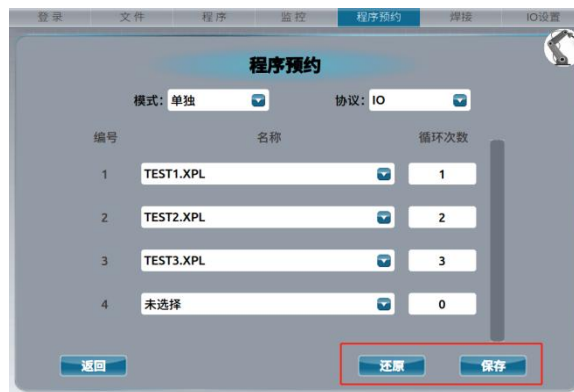 登录 文件 程序 监控 程序预约 焊接 IO设置
程序预约
模式: 单独 协议: IO
编号 名称 循环次数
1 TEST1.XPL 1
2 TEST2.XPL 2
3 TEST3.XPL 3
4 未选择 0
返回 还原 保存